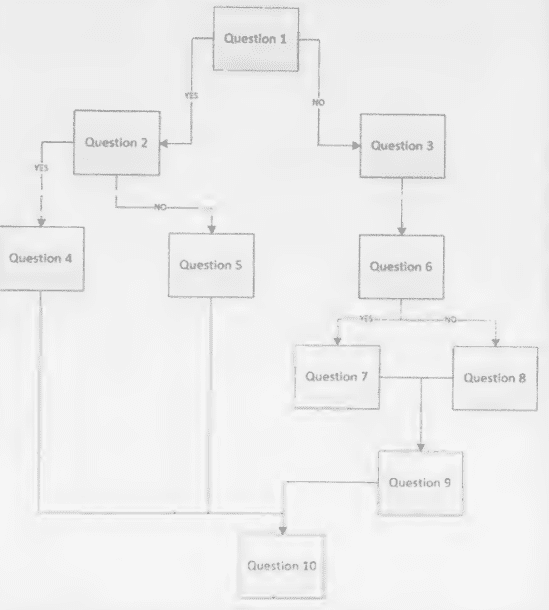 Question 1
YES
NO
Question 2
Question 3
YES
NO
Question 4
Question 5
Question 6
YES
NO
Question 7
Question 8
Question 9
Question 10